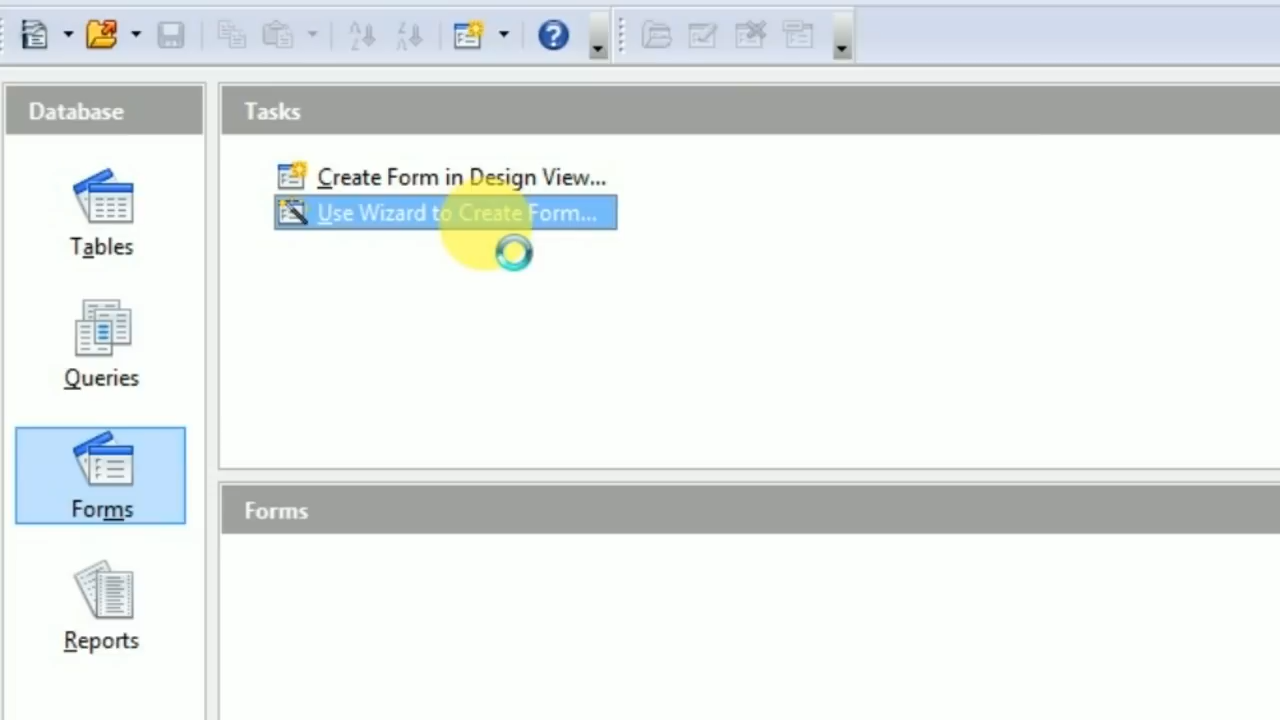 Database
Tasks
Create Form in Design View...
Use Wizard to Create Form...
Tables
Queries
Forms
Forms
Reports